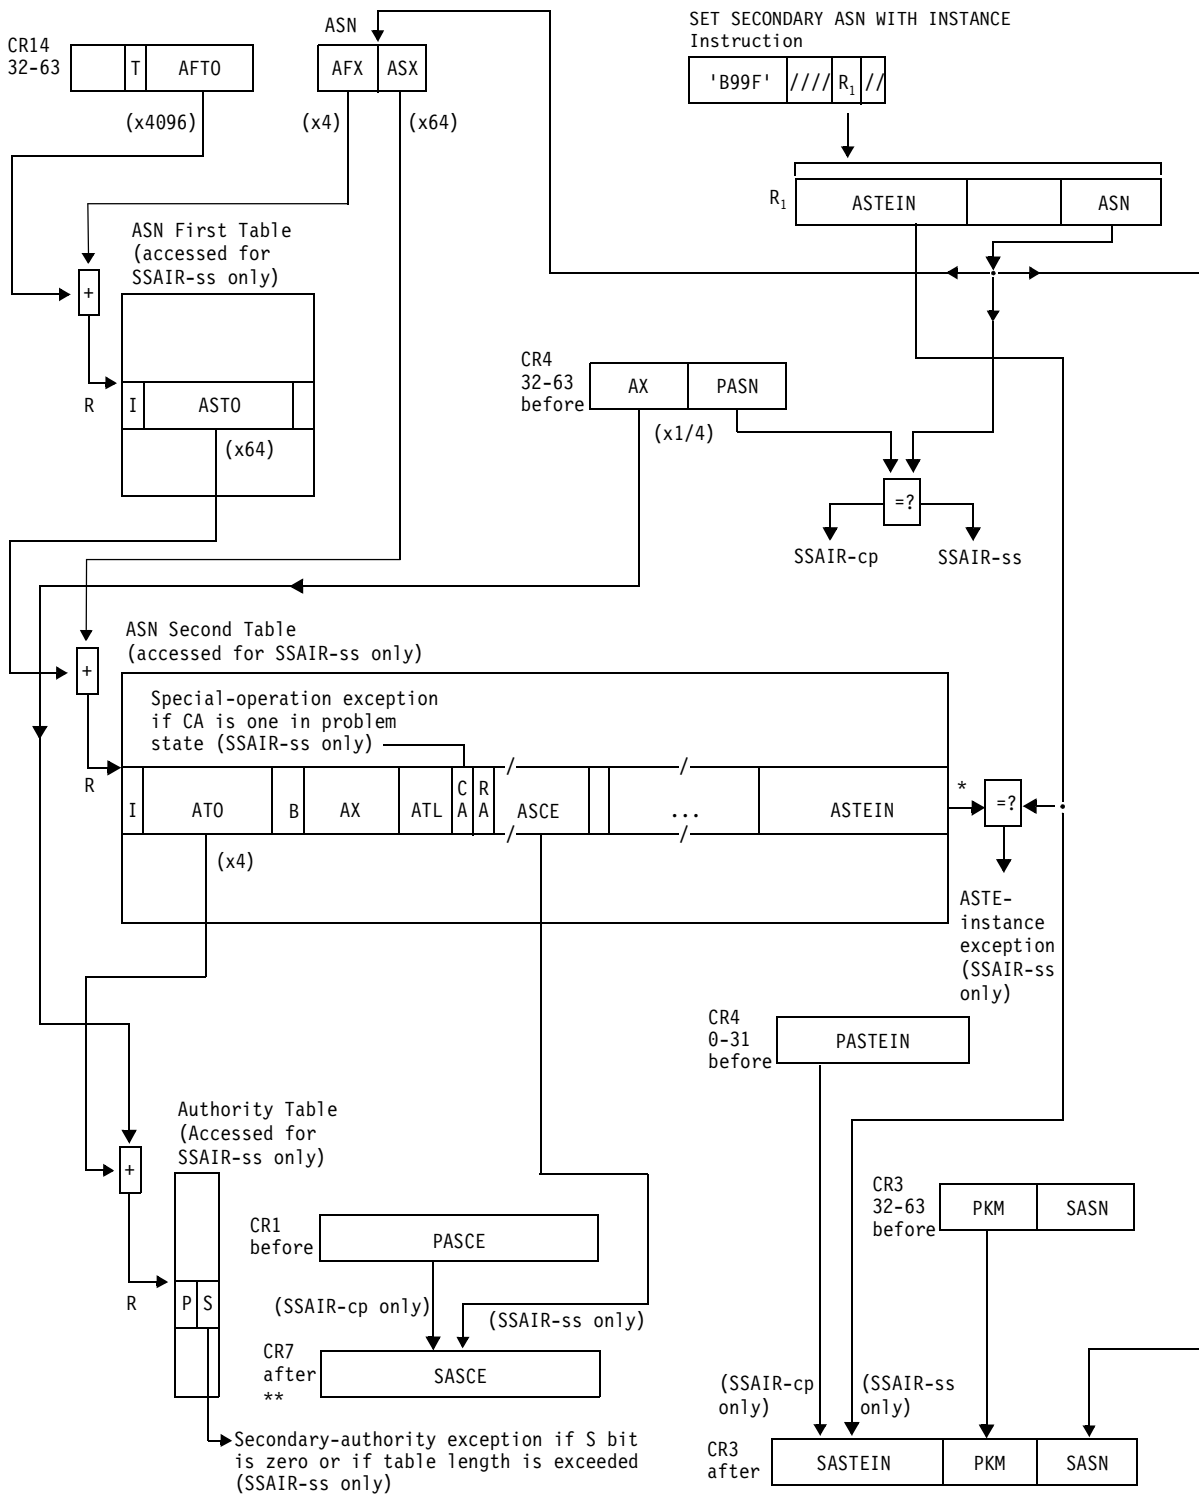 SET SECONDARY ASN WITH INSTANCE
Instruction
ASN
CR14
32-63
T
AFTO
AFX
ASX
'B99F'
////
R1
//
(x4096)
(x4)
(x64)
R1
ASTEIN
ASN
ASN First Table
(accessed for
SSAIR-ss only)
+
R
I
ASTO
(x64)
CR4
32-63
before
AX
PASN
(x1/4)
=?
SSAIR-cp
SSAIR-ss
ASN Second Table
(accessed for SSAIR-ss only)
+
Special-operation exception
if CA is one in problem
state (SSAIR-ss only)
R
I
ATO
B
AX
ATL
CA
RA
/
ASCE
/
/
...
/
ASTEIN
*
=?
(x4)
ASTE-
instance
exception
(SSAIR-ss
only)
CR4
0-31
before
PASTEIN
Authority Table
(Accessed for
SSAIR-ss only)
+
R
P
S
CR1
before
PASCE
CR3
32-63
before
PKM
SASN
(SSAIR-cp only)
(SSAIR-ss only)
CR7
after
**
SASCE
(SSAIR-cp
only)
(SSAIR-ss
only)
Secondary-authority exception if S bit
is zero or if table length is exceeded
(SSAIR-ss only)
CR3
after
SASTEIN
PKM
SASN